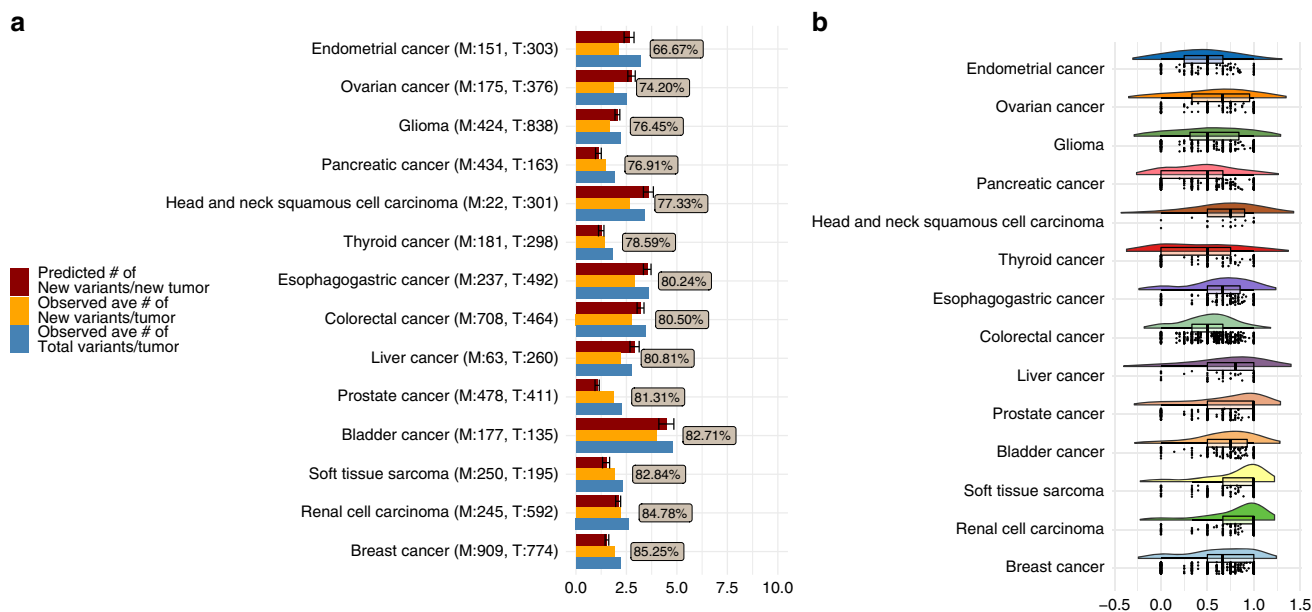 a
Endometrial cancer (M:151, T:303)
66.67%
Ovarian cancer (M:175, T:376)
74.20%
Glioma (M:424, T:838)
76.45%
Pancreatic cancer (M:434, T:163)
76.91%
Head and neck squamous cell carcinoma (M:22, T:301)
77.33%
Thyroid cancer (M:181, T:298)
78.59%
Esophagogastric cancer (M:237, T:492)
80.24%
Colorectal cancer (M:708, T:464)
80.50%
Liver cancer (M:63, T:260)
80.81%
Prostate cancer (M:478, T:411)
81.31%
Bladder cancer (M:177, T:135)
82.71%
Soft tissue sarcoma (M:250, T:195)
82.84%
Renal cell carcinoma (M:245, T:592)
84.78%
Breast cancer (M:909, T:774)
85.25%
0.0 2.5 5.0 7.5 10.0
Predicted # of
New variants/new tumor
Observed ave # of
New variants/tumor
Observed ave # of
Total variants/tumor
b
Endometrial cancer
Ovarian cancer
Glioma
Pancreatic cancer
Head and neck squamous cell carcinoma
Thyroid cancer
Esophagogastric cancer
Colorectal cancer
Liver cancer
Prostate cancer
Bladder cancer
Soft tissue sarcoma
Renal cell carcinoma
Breast cancer
−0.5 0.0 0.5 1.0 1.5